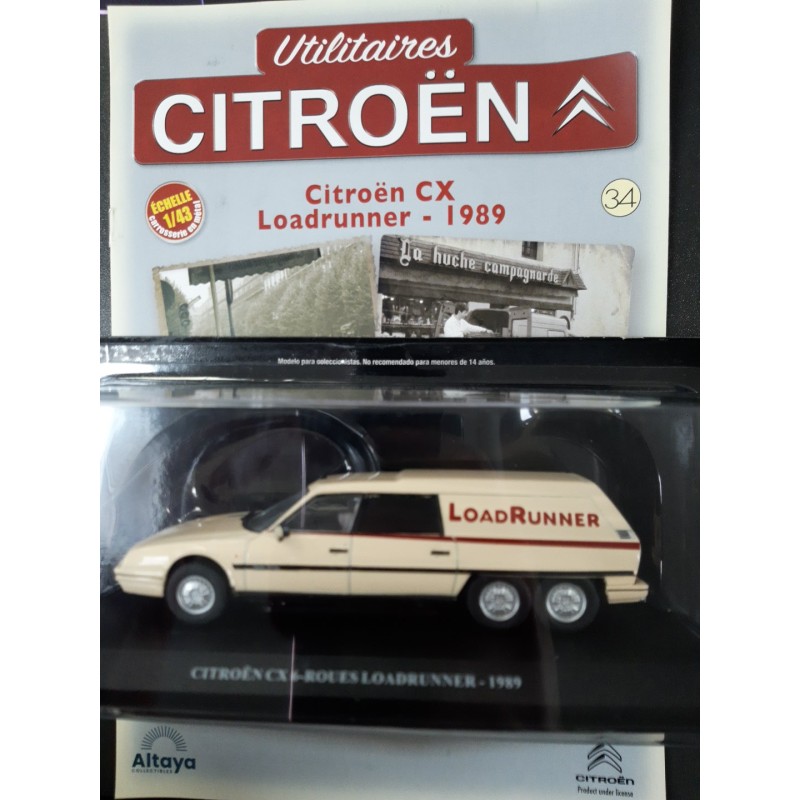 Utilitaires
CITROËN
ÉCHELLE
1/43
carrosserie en métal
Citroën CX
Loadrunner - 1989
34
La huche campagnarde
Modelo para coleccionistas. No recomendado para menores de 14 años.
LOADRUNNER
CITROËN CX 6-ROUES LOADRUNNER - 1989
Altaya
COLLECTIBLES
CITROËN
Product under license